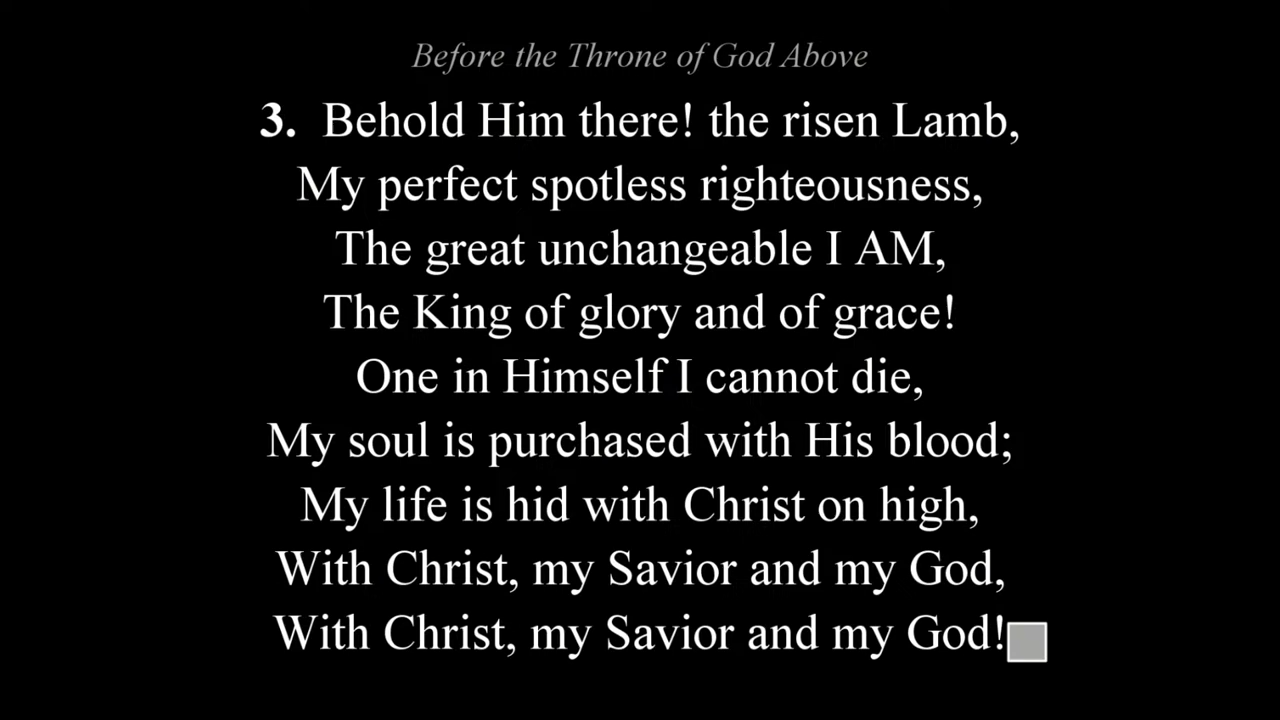 Before the Throne of God Above
3. Behold Him there! the risen Lamb,
My perfect spotless righteousness,
The great unchangeable I AM,
The King of glory and of grace!
One in Himself I cannot die,
My soul is purchased with His blood;
My life is hid with Christ on high,
With Christ, my Savior and my God,
With Christ, my Savior and my God!